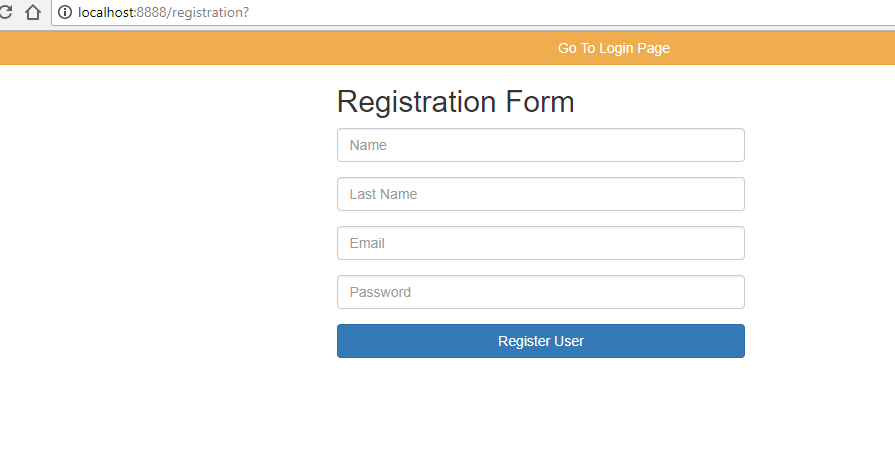 localhost:8888/registration?
Go To Login Page
Registration Form
Name
Last Name
Email
Password
Register User